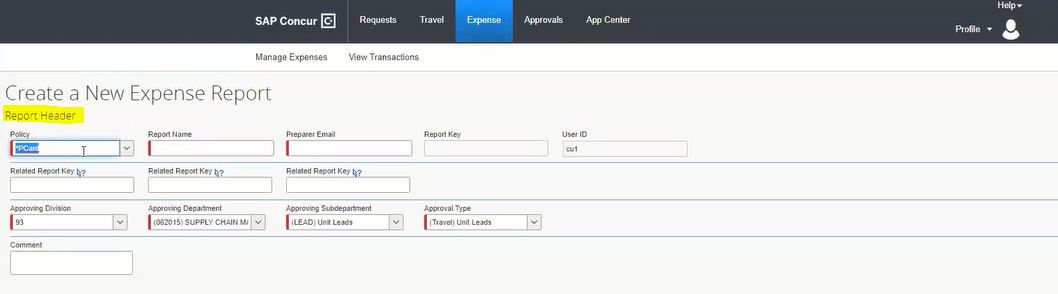 Help
SAP Concur C Requests Travel Expense Approvals App Center
Profile
Manage Expenses View Transactions
Create a New Expense Report
Report Header
Policy Report Name Preparer Email Report Key User ID
*PCard cu1
Related Report Key ? Related Report Key ? Related Report Key ?
Approving Division Approving Department Approving Subdepartment Approval Type
93 (062015) SUPPLY CHAIN MA (LEAD) Unit Leads (Travel) Unit Leads
Comment